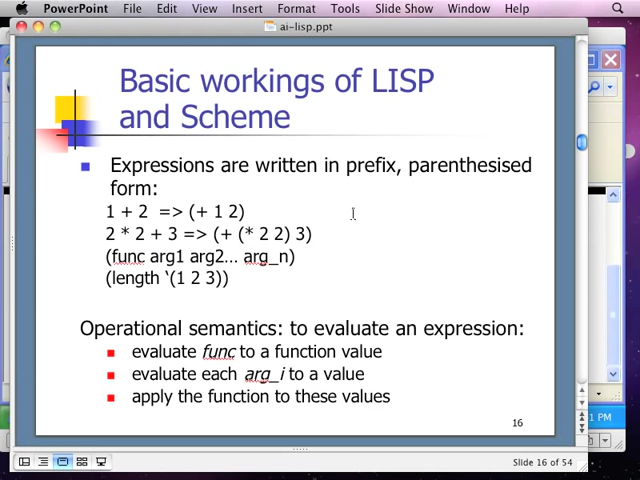 PowerPoint File Edit View Insert Format Tools Slide Show Window Help
ai-lisp.ppt
Basic workings of LISP
and Scheme
Expressions are written in prefix, parenthesised
form:
1 + 2 => (+ 1 2)
2 * 2 + 3 => (+ (* 2 2) 3)
(func arg1 arg2… arg_n)
(length ‘(1 2 3))
Operational semantics: to evaluate an expression:
evaluate func to a function value
evaluate each arg_i to a value
apply the function to these values
16
1 PM
Slide 16 of 54